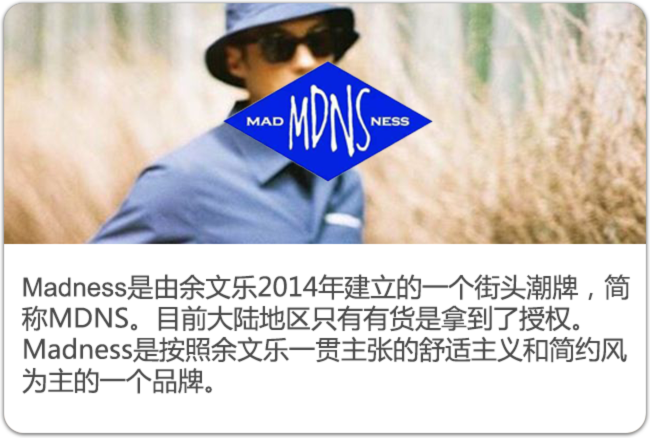 MAD MDNS NESS
Madness是由余文乐2014年建立的一个街头潮牌，简
称MDNS。目前大陆地区只有有货是拿到了授权。
Madness是按照余文乐一贯主张的舒适主义和简约风
为主的一个品牌。